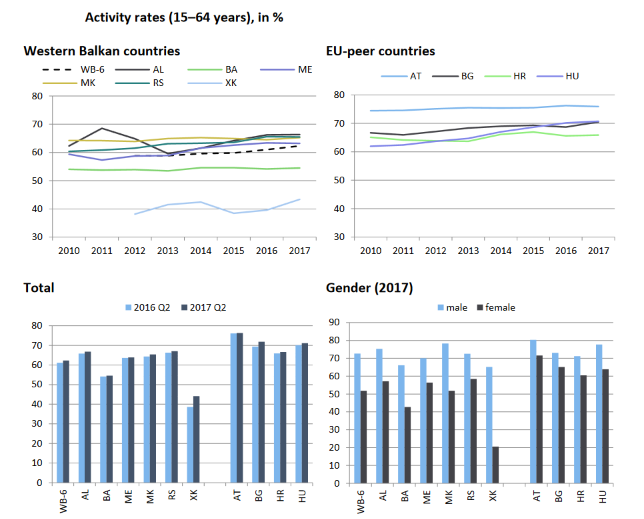 Activity rates (15–64 years), in %
Western Balkan countries
WB-6 AL BA ME
MK RS XK
80
70
60
50
40
30
2010 2011 2012 2013 2014 2015 2016 2017
EU-peer countries
AT BG HR HU
80
70
60
50
40
30
2010 2011 2012 2013 2014 2015 2016 2017
Total
2016 Q2 2017 Q2
80
70
60
50
40
30
20
10
0
WB-6 AL BA ME MK RS XK AT BG HR HU
Gender (2017)
male female
90
80
70
60
50
40
30
20
10
0
WB-6 AL BA ME MK RS XK AT BG HR HU